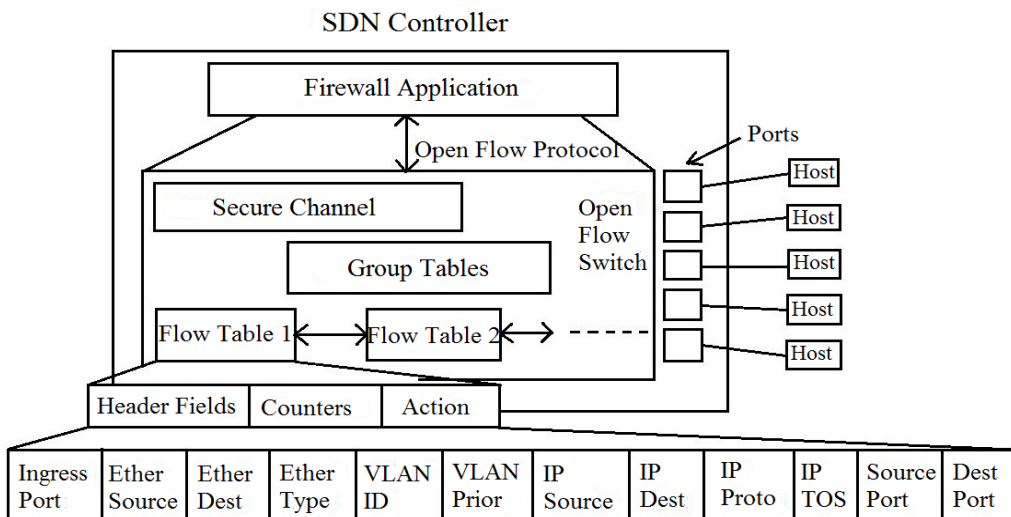 SDN Controller
Firewall Application
Open Flow Protocol
Ports
Secure Channel
Open
Flow
Switch
Group Tables
Flow Table 1
Flow Table 2
Host
Host
Host
Host
Host
Header Fields
Counters
Action
Ingress
Port
Ether
Source
Ether
Dest
Ether
Type
VLAN
ID
VLAN
Prior
IP
Source
IP
Dest
IP
Proto
IP
TOS
Source
Port
Dest
Port